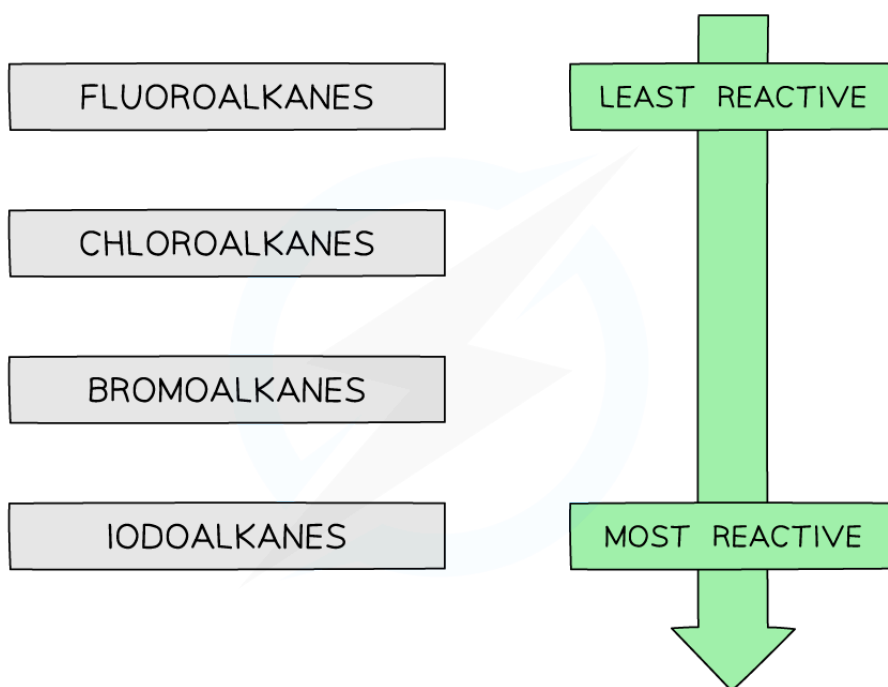 FLUOROALKANES
LEAST REACTIVE
CHLOROALKANES
BROMOALKANES
IODOALKANES
MOST REACTIVE